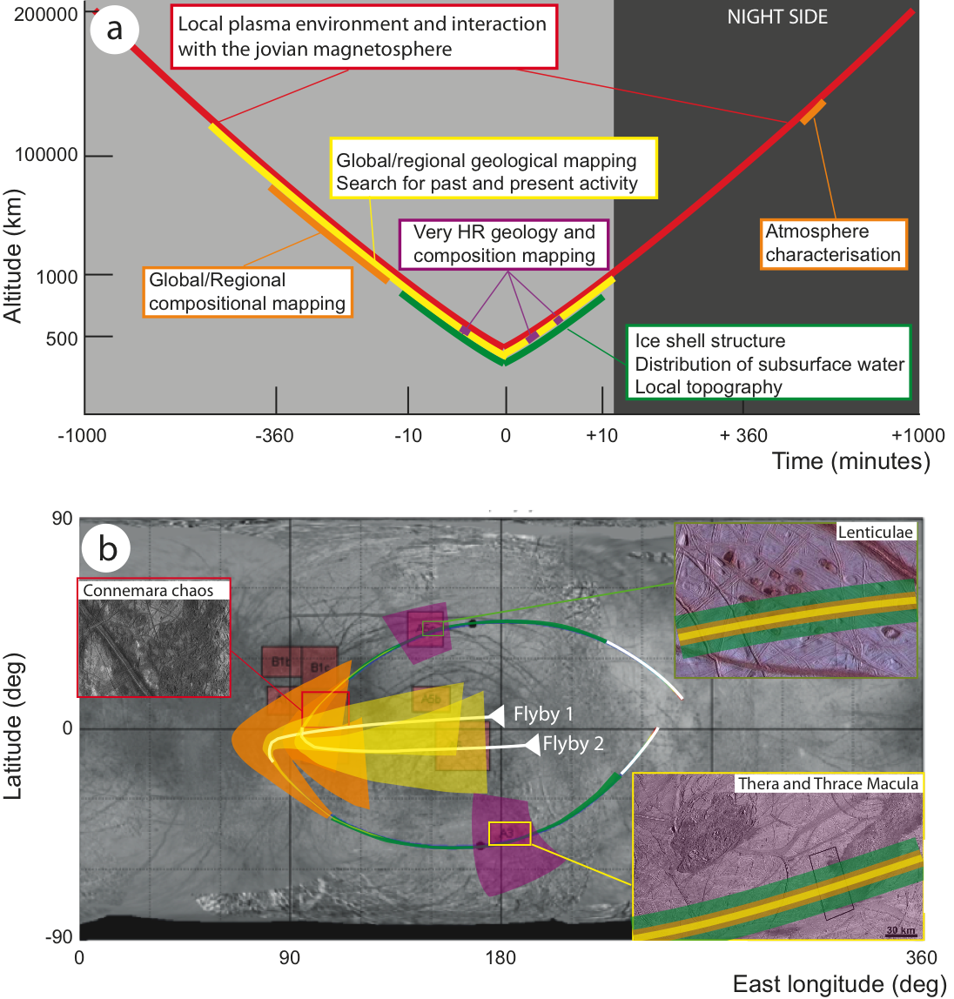 200000
a
Local plasma environment and interaction
with the jovian magnetosphere
NIGHT SIDE
100000
Global/regional geological mapping
Search for past and present activity
Very HR geology and
composition mapping
Atmosphere
characterisation
Altitude (km)
1000
Global/Regional
compositional mapping
500
Ice shell structure
Distribution of subsurface water
Local topography
-1000
-360
-10
0
+10
+ 360
+1000
Time (minutes)
90
b
Lenticulae
Connemara chaos
B1b
Latitude (deg)
0
Flyby 1
Flyby 2
Thera and Thrace Macula
A3
30 km
-90
0
90
180
360
East longitude (deg)